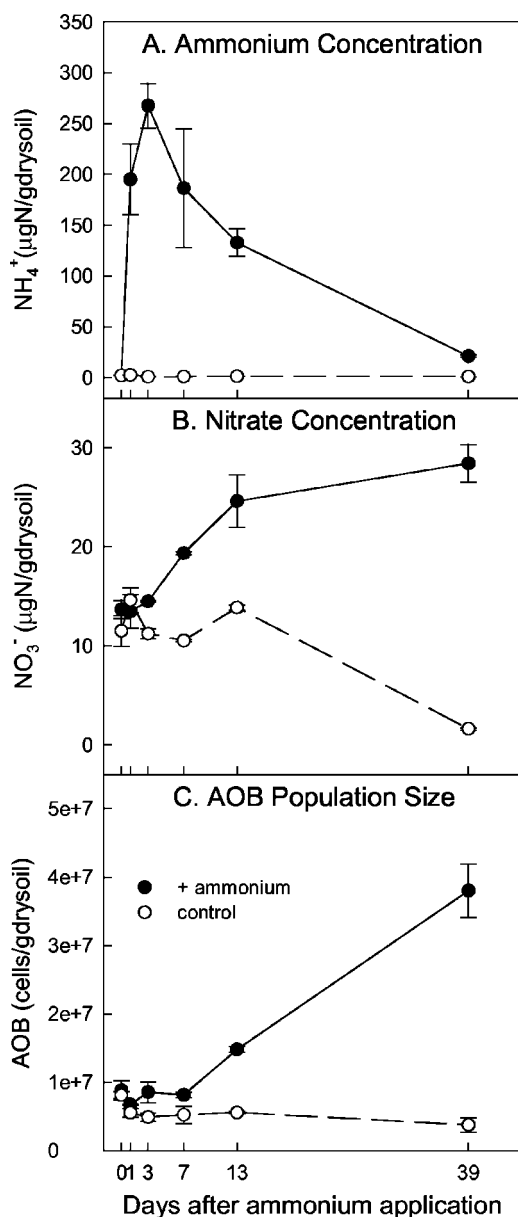 A. Ammonium Concentration
350
300
250
200
150
100
50
0
NH₄⁺(µgN/gdrysoil)
B. Nitrate Concentration
30
20
10
0
NO₃⁻ (µgN/gdrysoil)
C. AOB Population Size
5e+7
4e+7
3e+7
2e+7
1e+7
0
AOB (cells/gdrysoil)
+ ammonium
control
0 1 3 7 13 39
Days after ammonium application